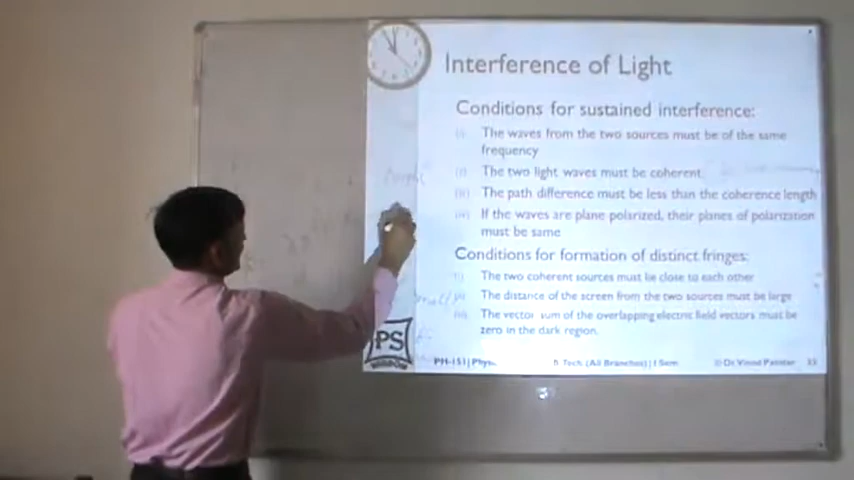 Interference of Light
Conditions for sustained interference:
(i) The waves from the two sources must be of the same
frequency
(ii) The two light waves must be coherent
(iii) The path difference must be less than the coherence length
(iv) If the waves are plane polarized, their planes of polarization
must be same
Conditions for formation of distinct fringes:
(i) The two coherent sources must be close to each other
(ii) The distance of the screen from the two sources must be large
(iii) The vector sum of the overlapping electric field vectors must be
zero in the dark region.
PS
PH-151| B. Tech. (All Branches)| I Sem